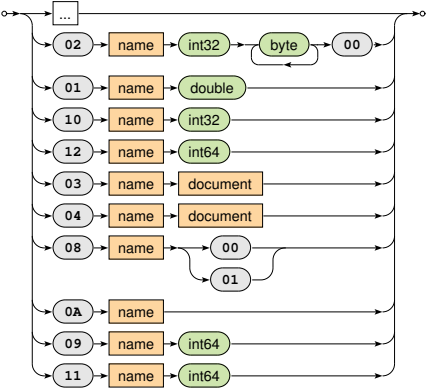 ...
02 name int32 byte 00
01 name double
10 name int32
12 name int64
03 name document
04 name document
08 name 00
01
0A name
09 name int64
11 name int64